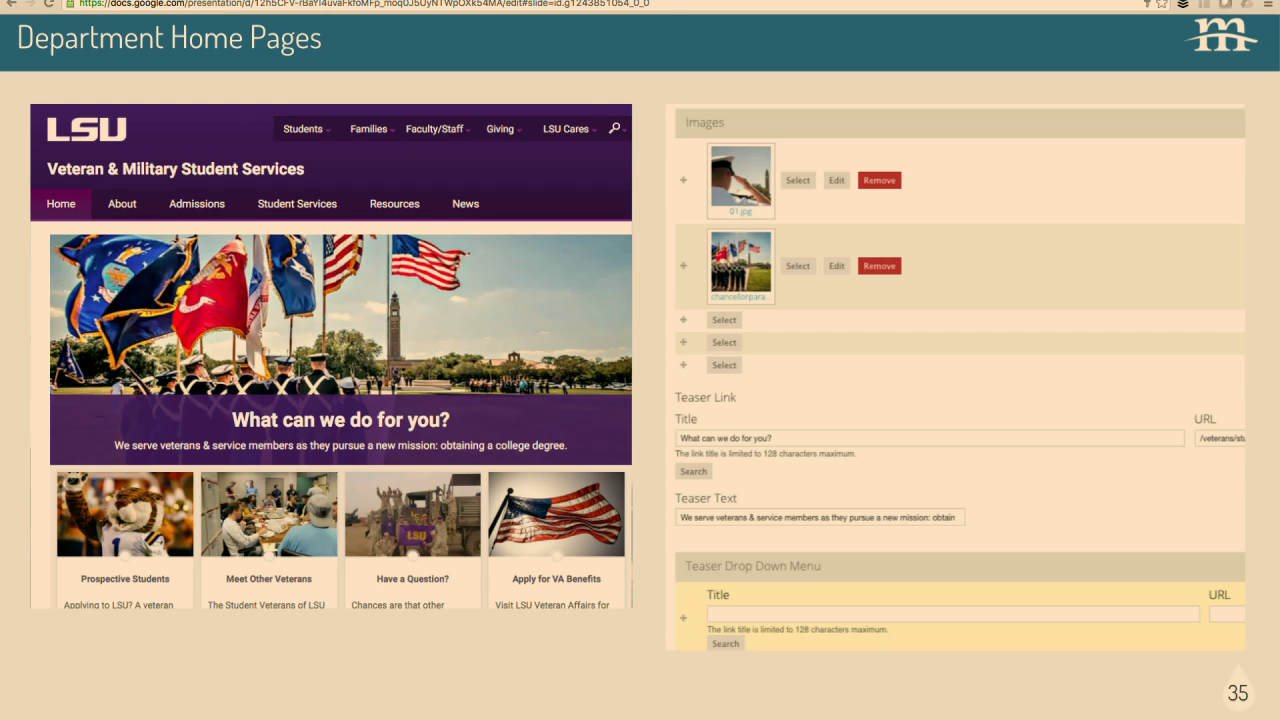 Department Home Pages
m
LSU
Students Families Faculty/Staff Giving LSU Cares
Veteran & Military Student Services
Home About Admissions Student Services Resources News
What can we do for you?
We serve veterans & service members as they pursue a new mission: obtaining a college degree.
LSU
1
Prospective Students Meet Other Veterans Have a Question? Apply for VA Benefits
Applying to LSU? A veteran The Student Veterans of LSU Chances are that other Visit LSU Veteran Affairs for
Images
Select Edit Remove
01.jpg
Select Edit Remove
chancellorpara...
Select
Select
Select
Teaser Link
Title URL
What can we do for you? /veterans/stu
The link title is limited to 128 characters maximum.
Search
Teaser Text
We serve veterans & service members as they pursue a new mission: obtain
Teaser Drop Down Menu
Title URL
The link title is limited to 128 characters maximum.
Search
35